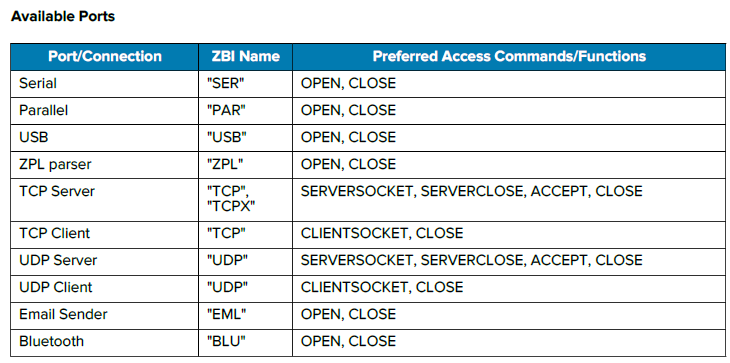 Available Ports
Port/Connection ZBI Name Preferred Access Commands/Functions
Serial "SER" OPEN, CLOSE
Parallel "PAR" OPEN, CLOSE
USB "USB" OPEN, CLOSE
ZPL parser "ZPL" OPEN, CLOSE
TCP Server "TCP", SERVERSOCKET, SERVERCLOSE, ACCEPT, CLOSE
"TCPX"
TCP Client "TCP" CLIENTSOCKET, CLOSE
UDP Server "UDP" SERVERSOCKET, SERVERCLOSE, ACCEPT, CLOSE
UDP Client "UDP" CLIENTSOCKET, CLOSE
Email Sender "EML" OPEN, CLOSE
Bluetooth "BLU" OPEN, CLOSE